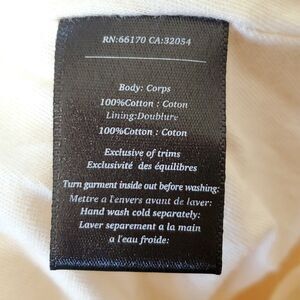 RN:66170 CA:32054
Body: Corps
100%Cotton : Coton
Lining:Doublure
100%Cotton : Coton
Exclusive of trims
Exclusivité des équilibres
Turn garment inside out before washing:
Mettre a l'envers avant de laver:
Hand wash cold separately:
Laver separement a la main
a l'eau froide: